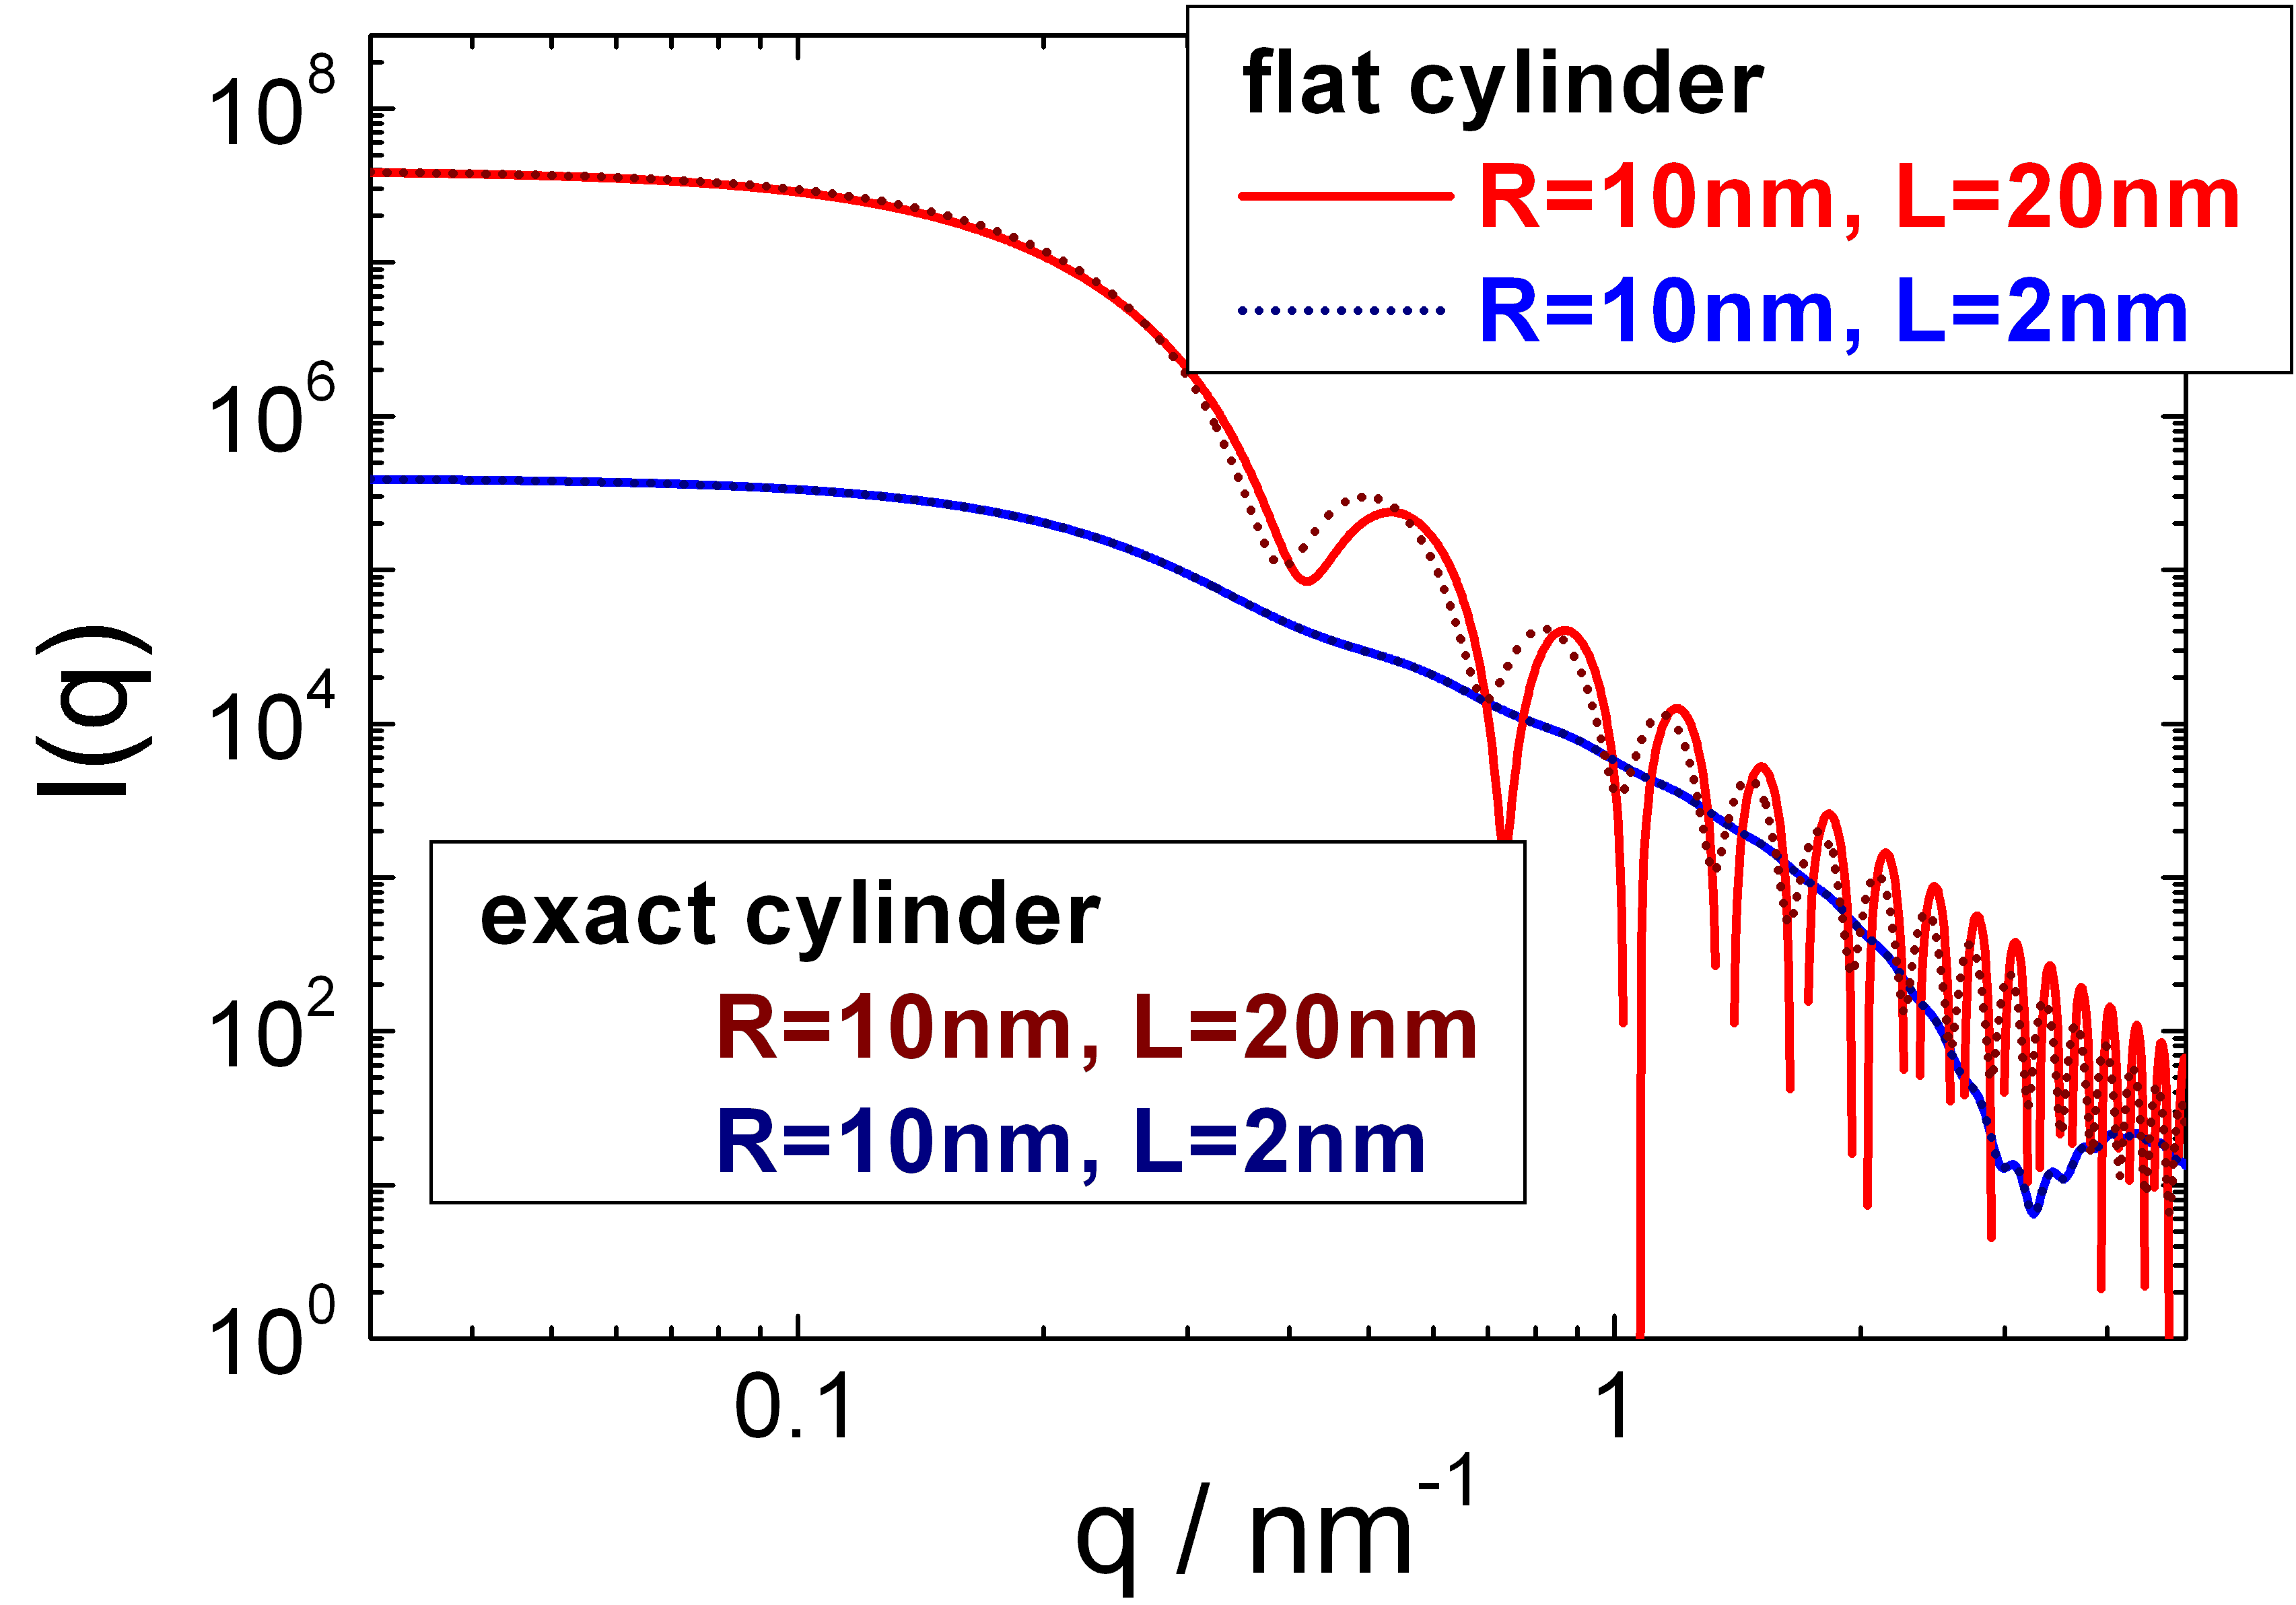 flat cylinder
R=10nm, L=20nm
R=10nm, L=2nm
10^8
10^6
10^4
10^2
10^0
I(q)
exact cylinder
R=10nm, L=20nm
R=10nm, L=2nm
0.1
1
q / nm^-1